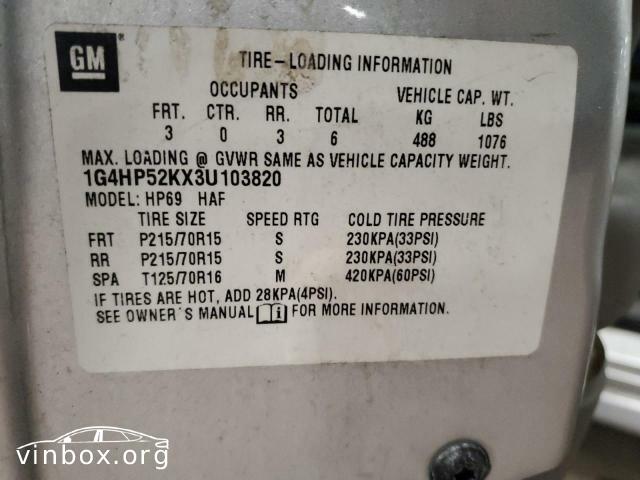 GM®
TIRE-LOADING INFORMATION
OCCUPANTS VEHICLE CAP. WT.
FRT. CTR. RR. TOTAL KG LBS
3 0 3 6 488 1076
MAX. LOADING @ GVWR SAME AS VEHICLE CAPACITY WEIGHT.
1G4HP52KX3U103820
MODEL: HP69 HAF
TIRE SIZE SPEED RTG COLD TIRE PRESSURE
FRT P215/70R15 S 230KPA(33PSI)
RR P215/70R15 S 230KPA(33PSI)
SPA T125/70R16 M 420KPA(60PSI)
IF TIRES ARE HOT, ADD 28KPA(4PSI).
SEE OWNER'S MANUAL i FOR MORE INFORMATION.
vinbox.org